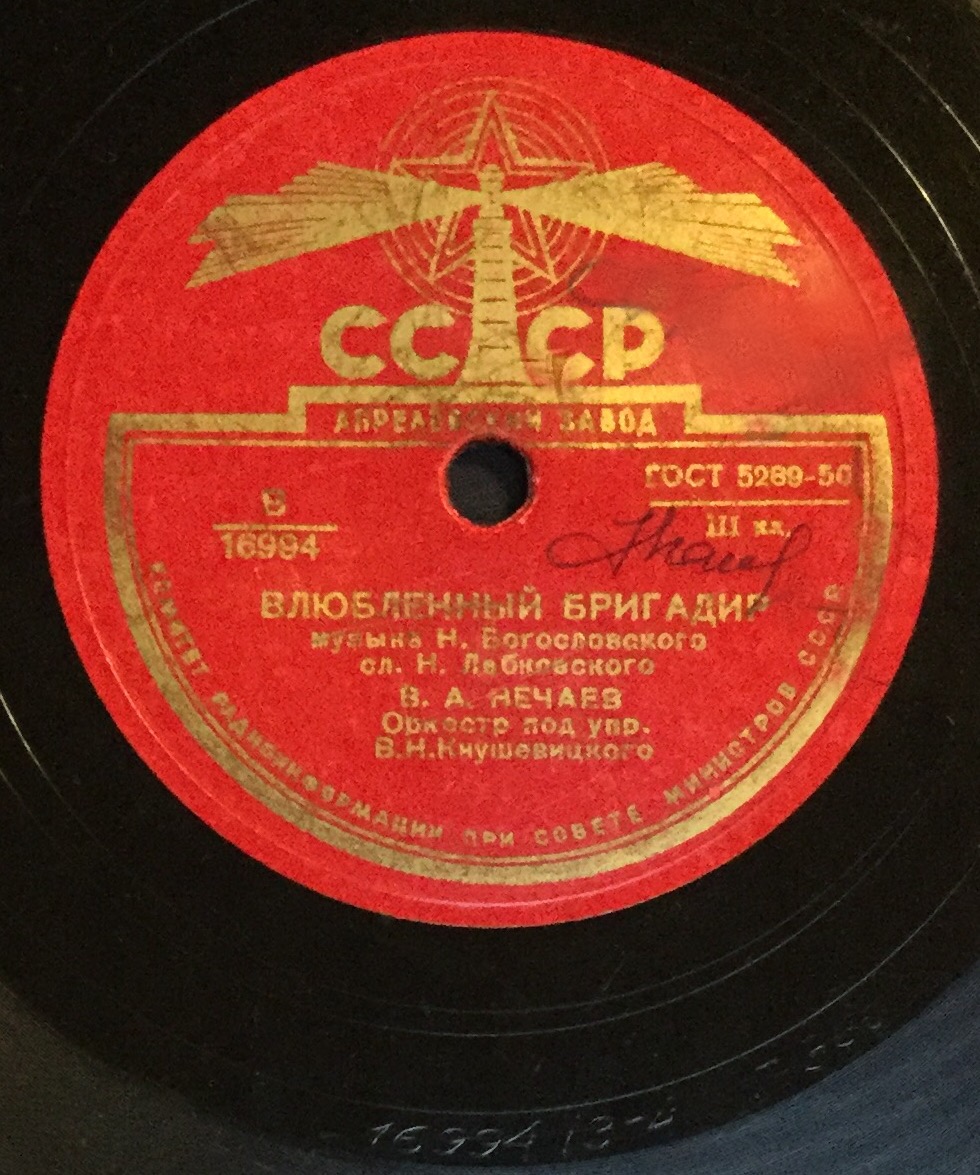 СССР
АПРЕЛЕВСКИЙ ЗАВОД
ГОСТ 5289-50
III кл.
В
16994
ВЛЮБЛЕННЫЙ БРИГАДИР
музыка Н. Богословского
сл. Н. Лабковского
В. А. НЕЧАЕВ
Оркестр под упр.
В.Н.Кнушевицкого
КОМИТЕТ РАДИОИНФОРМАЦИИ ПРИ СОВЕТЕ МИНИСТРОВ СССР
16994